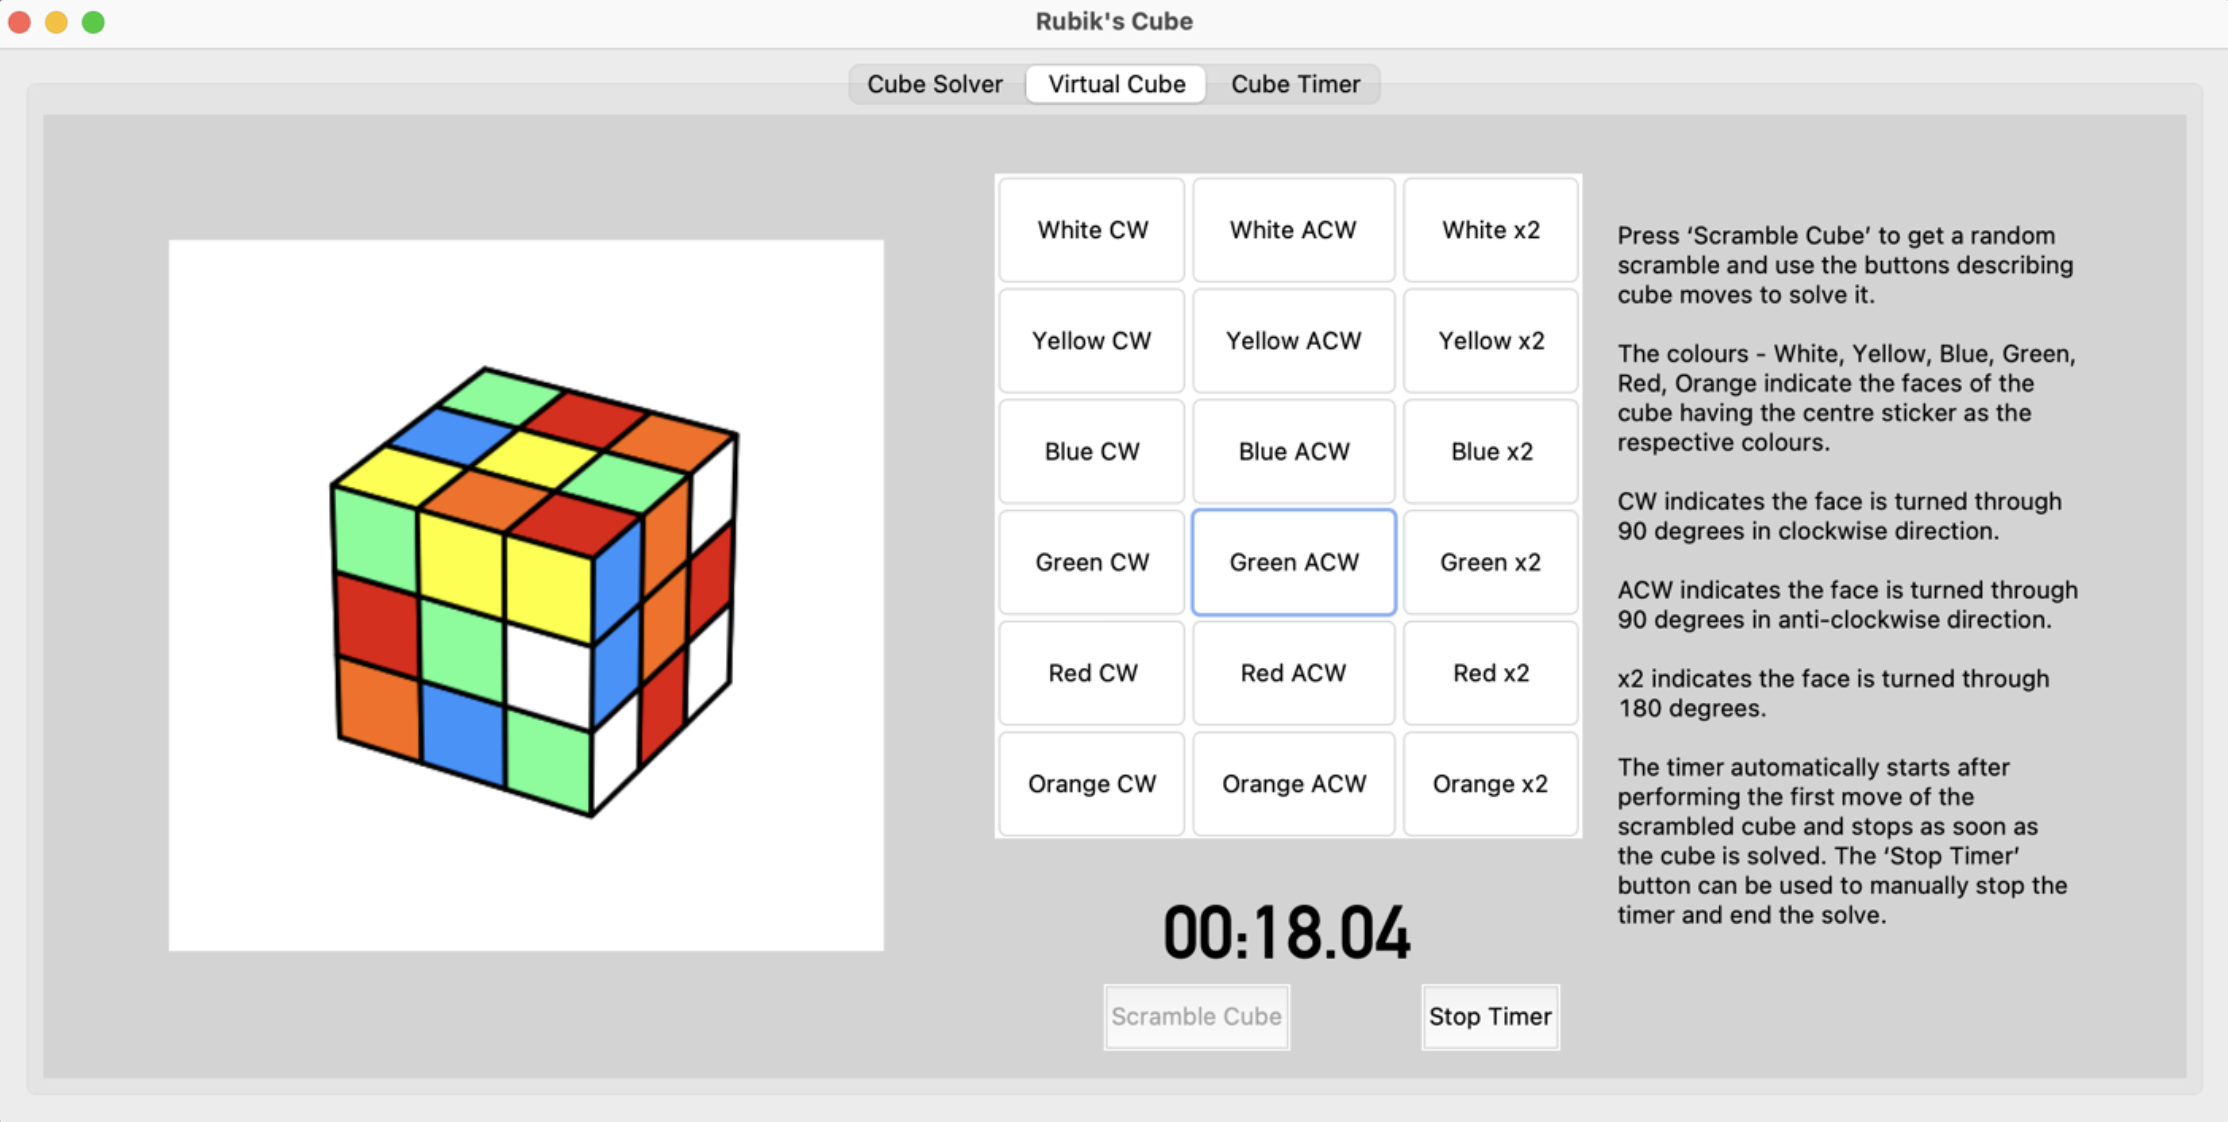 Rubik's Cube
Cube Solver Virtual Cube Cube Timer
White CW White ACW White x2
Yellow CW Yellow ACW Yellow x2
Blue CW Blue ACW Blue x2
Green CW Green ACW Green x2
Red CW Red ACW Red x2
Orange CW Orange ACW Orange x2
00:18.04
Scramble Cube Stop Timer
Press ‘Scramble Cube’ to get a random
scramble and use the buttons describing
cube moves to solve it.
The colours - White, Yellow, Blue, Green,
Red, Orange indicate the faces of the
cube having the centre sticker as the
respective colours.
CW indicates the face is turned through
90 degrees in clockwise direction.
ACW indicates the face is turned through
90 degrees in anti-clockwise direction.
x2 indicates the face is turned through
180 degrees.
The timer automatically starts after
performing the first move of the
scrambled cube and stops as soon as
the cube is solved. The ‘Stop Timer’
button can be used to manually stop the
timer and end the solve.